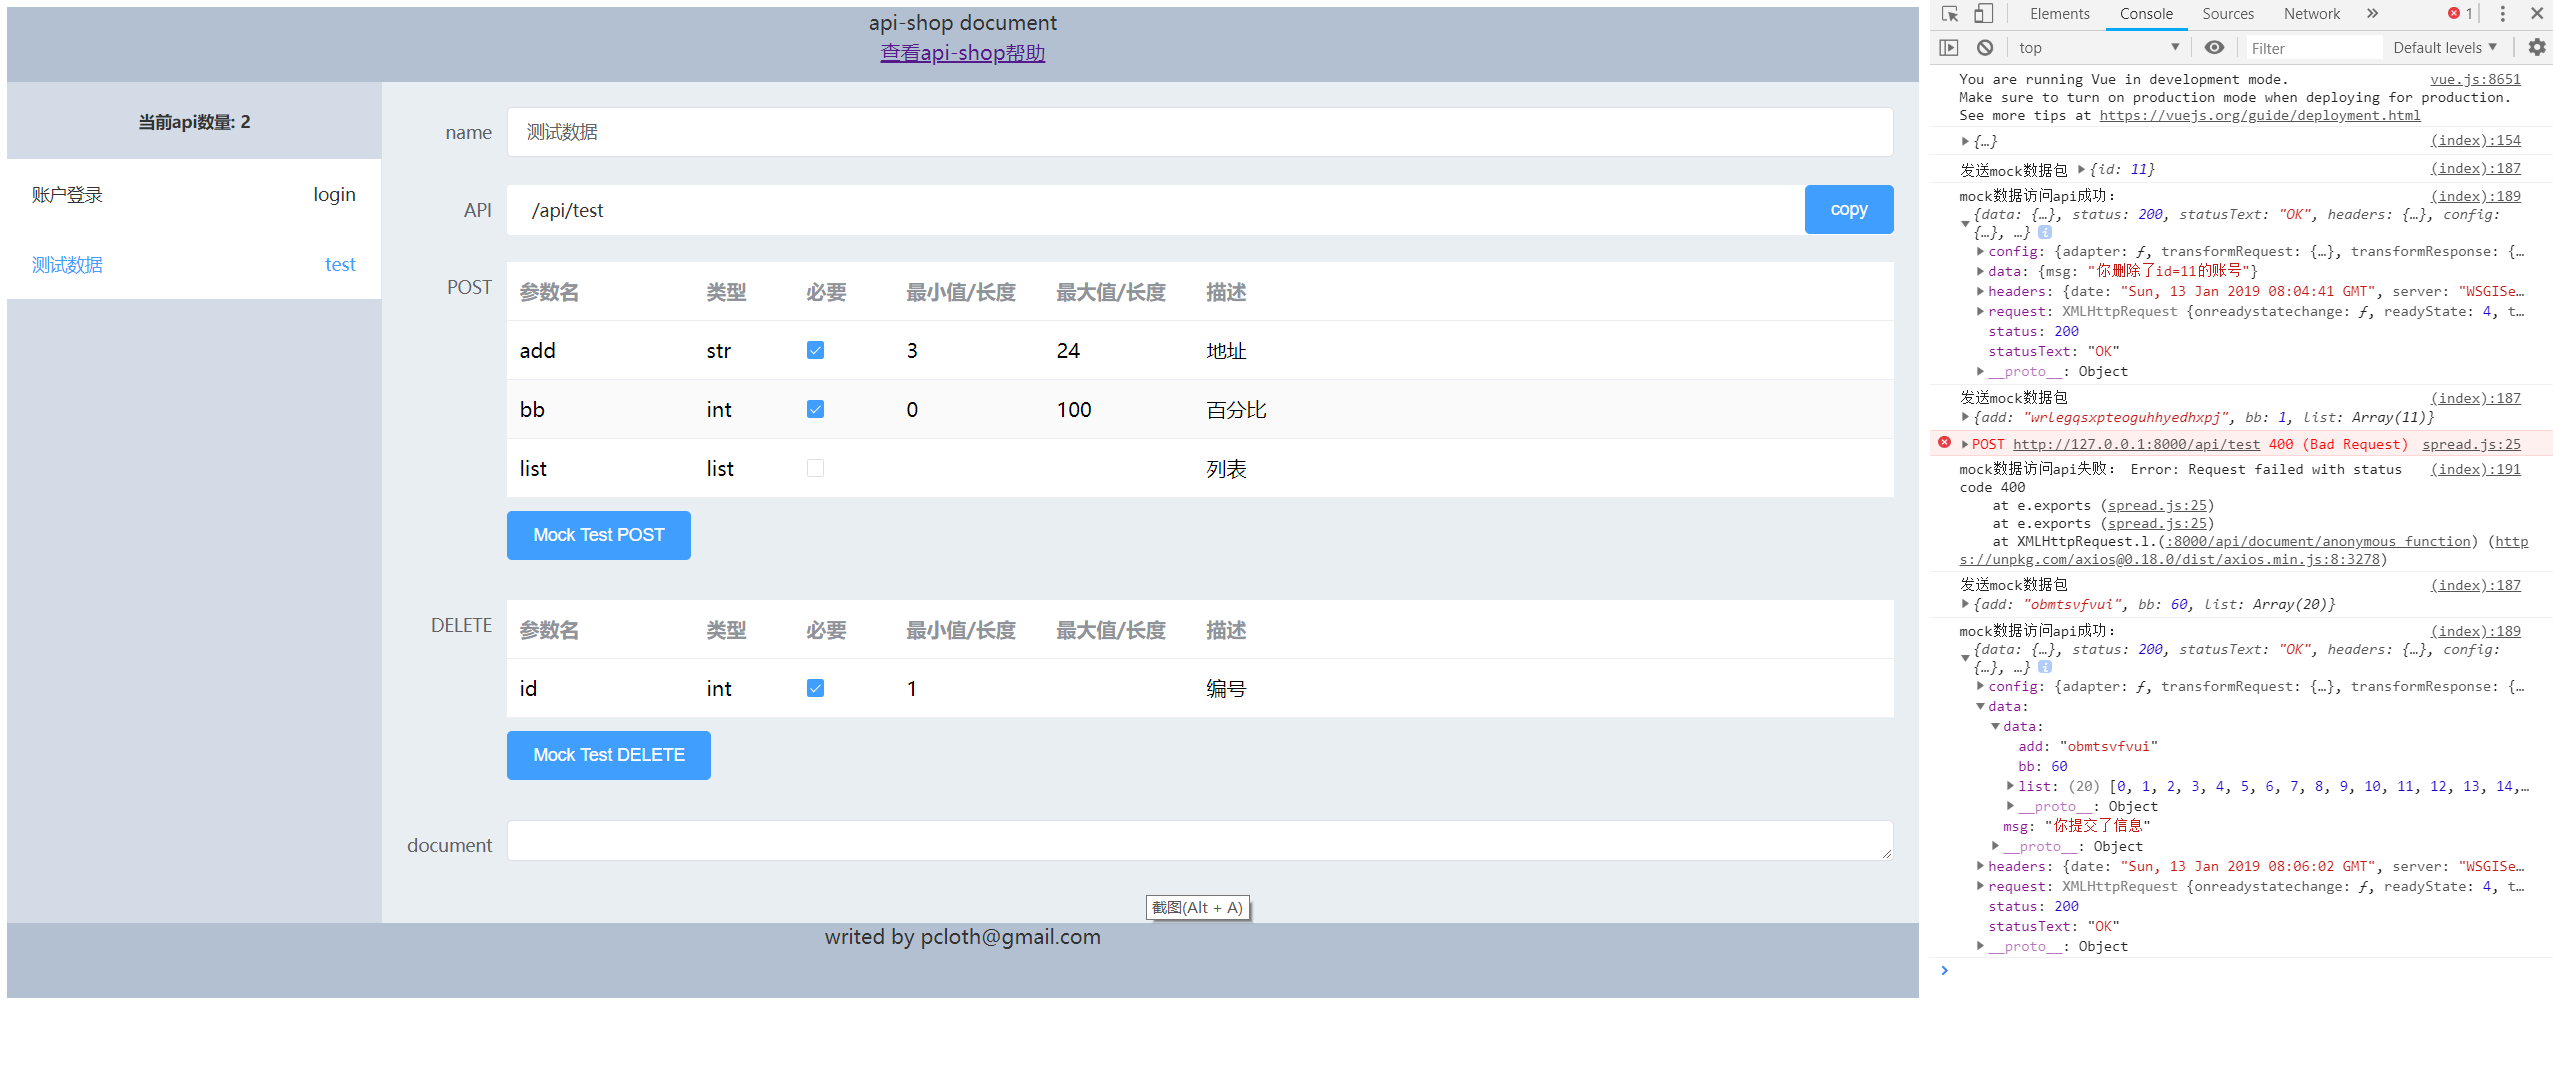 api-shop document
查看api-shop帮助
当前api数量: 2
账户登录 login
测试数据 test
name 测试数据
API /api/test copy
POST 参数名 类型 必要 最小值/长度 最大值/长度 描述
add str 3 24 地址
bb int 0 100 百分比
list list 列表
Mock Test POST
DELETE 参数名 类型 必要 最小值/长度 最大值/长度 描述
id int 1 编号
Mock Test DELETE
document
截图(Alt + A)
writed by pcloth@gmail.com
Elements Console Sources Network » 1
top Filter Default levels
You are running Vue in development mode. vue.js:8651
Make sure to turn on production mode when deploying for production.
See more tips at https://vuejs.org/guide/deployment.html
{…} (index):154
发送mock数据包 {id: 11} (index):187
mock数据访问api成功: (index):189
{data: {…}, status: 200, statusText: "OK", headers: {…}, config:
{…}, …} i
config: {adapter: ƒ, transformRequest: {…}, transformResponse: {…
data: {msg: "你删除了id=11的账号"}
headers: {date: "Sun, 13 Jan 2019 08:04:41 GMT", server: "WSGISe…
request: XMLHttpRequest {onreadystatechange: ƒ, readyState: 4, t…
status: 200
statusText: "OK"
__proto__: Object
发送mock数据包 (index):187
{add: "wrlegqsxpteoguhhyedhxpj", bb: 1, list: Array(11)}
POST http://127.0.0.1:8000/api/test 400 (Bad Request) spread.js:25
mock数据访问api失败: Error: Request failed with status (index):191
code 400
at e.exports (spread.js:25)
at e.exports (spread.js:25)
at XMLHttpRequest.l.(:8000/api/document/anonymous function) (http
s://unpkg.com/axios@0.18.0/dist/axios.min.js:8:3278)
发送mock数据包 (index):187
{add: "obmtsvfvui", bb: 60, list: Array(20)}
mock数据访问api成功: (index):189
{data: {…}, status: 200, statusText: "OK", headers: {…}, config:
{…}, …} i
config: {adapter: ƒ, transformRequest: {…}, transformResponse: {…
data:
data:
add: "obmtsvfvui"
bb: 60
list: (20) [0, 1, 2, 3, 4, 5, 6, 7, 8, 9, 10, 11, 12, 13, 14,…
__proto__: Object
msg: "你提交了信息"
__proto__: Object
headers: {date: "Sun, 13 Jan 2019 08:06:02 GMT", server: "WSGISe…
request: XMLHttpRequest {onreadystatechange: ƒ, readyState: 4, t…
status: 200
statusText: "OK"
__proto__: Object